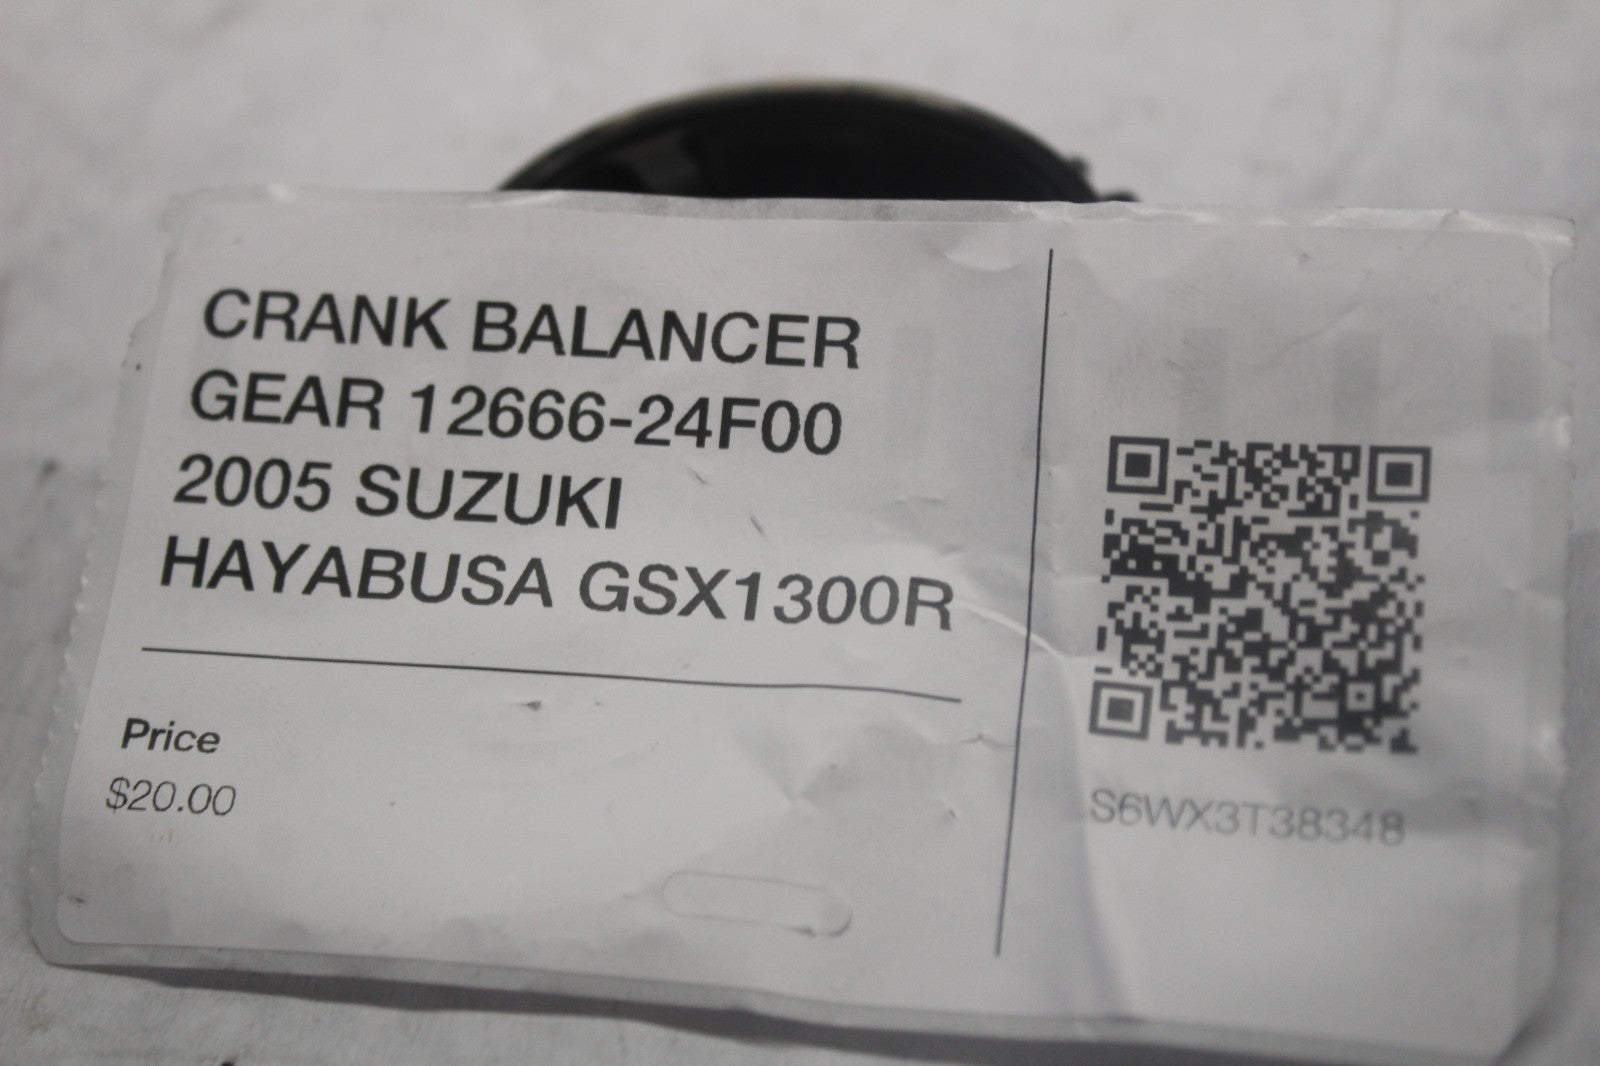 CRANK BALANCER
GEAR 12666-24F00
2005 SUZUKI
HAYABUSA GSX1300R
Price
$20.00
S6WX3T38348